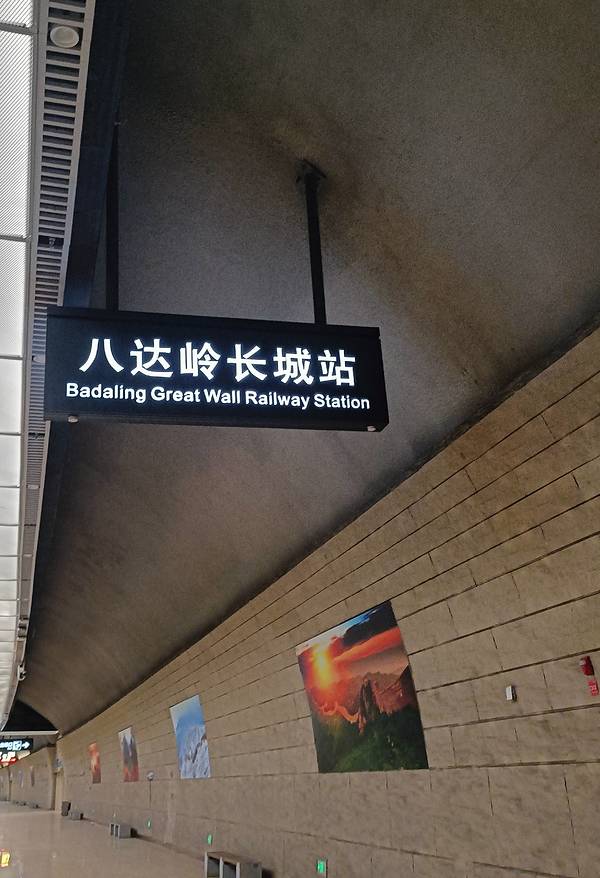 八达岭长城站
Badaling Great Wall Railway Station